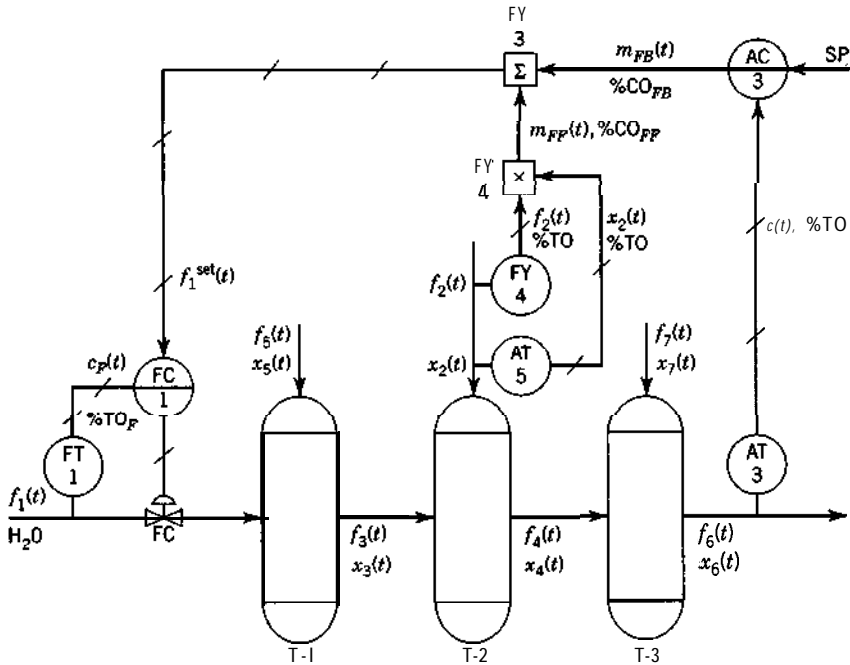 FY
3
m_FB(t)
AC
3
SP
Σ
%CO_FB
m_FF(t), %CO_FF
FY
4
×
f_2(t)
%TO
x_2(t)
%TO
c(t), %TO
f_1^set(t)
f_2(t)
FY
4
f_6(t)
x_5(t)
f_7(t)
x_7(t)
c_F(t)
FC
1
x_2(t)
AT
5
%TO_F
FT
1
AT
3
f_1(t)
H_2O
FC
f_3(t)
x_3(t)
f_4(t)
x_4(t)
f_6(t)
x_6(t)
T-1
T-2
T-3